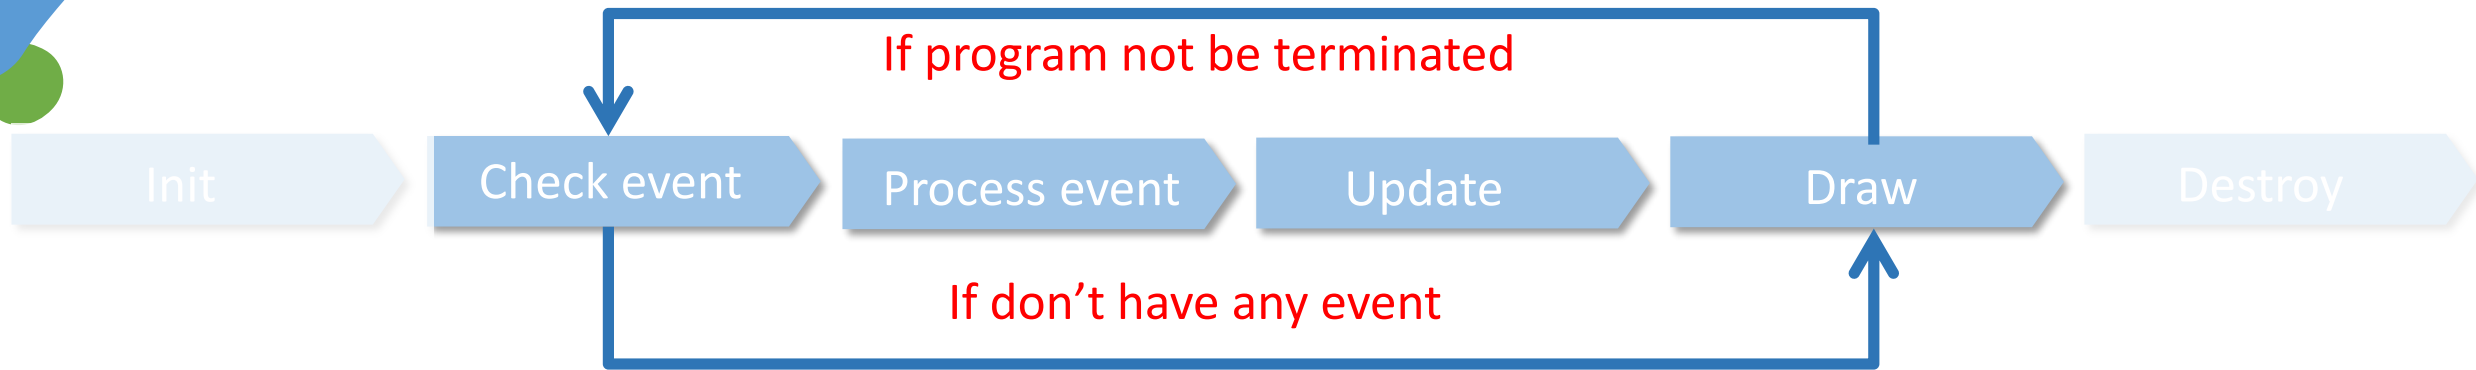 If program not be terminated
Init
Check event
Process event
Update
Draw
Destroy
If don't have any event